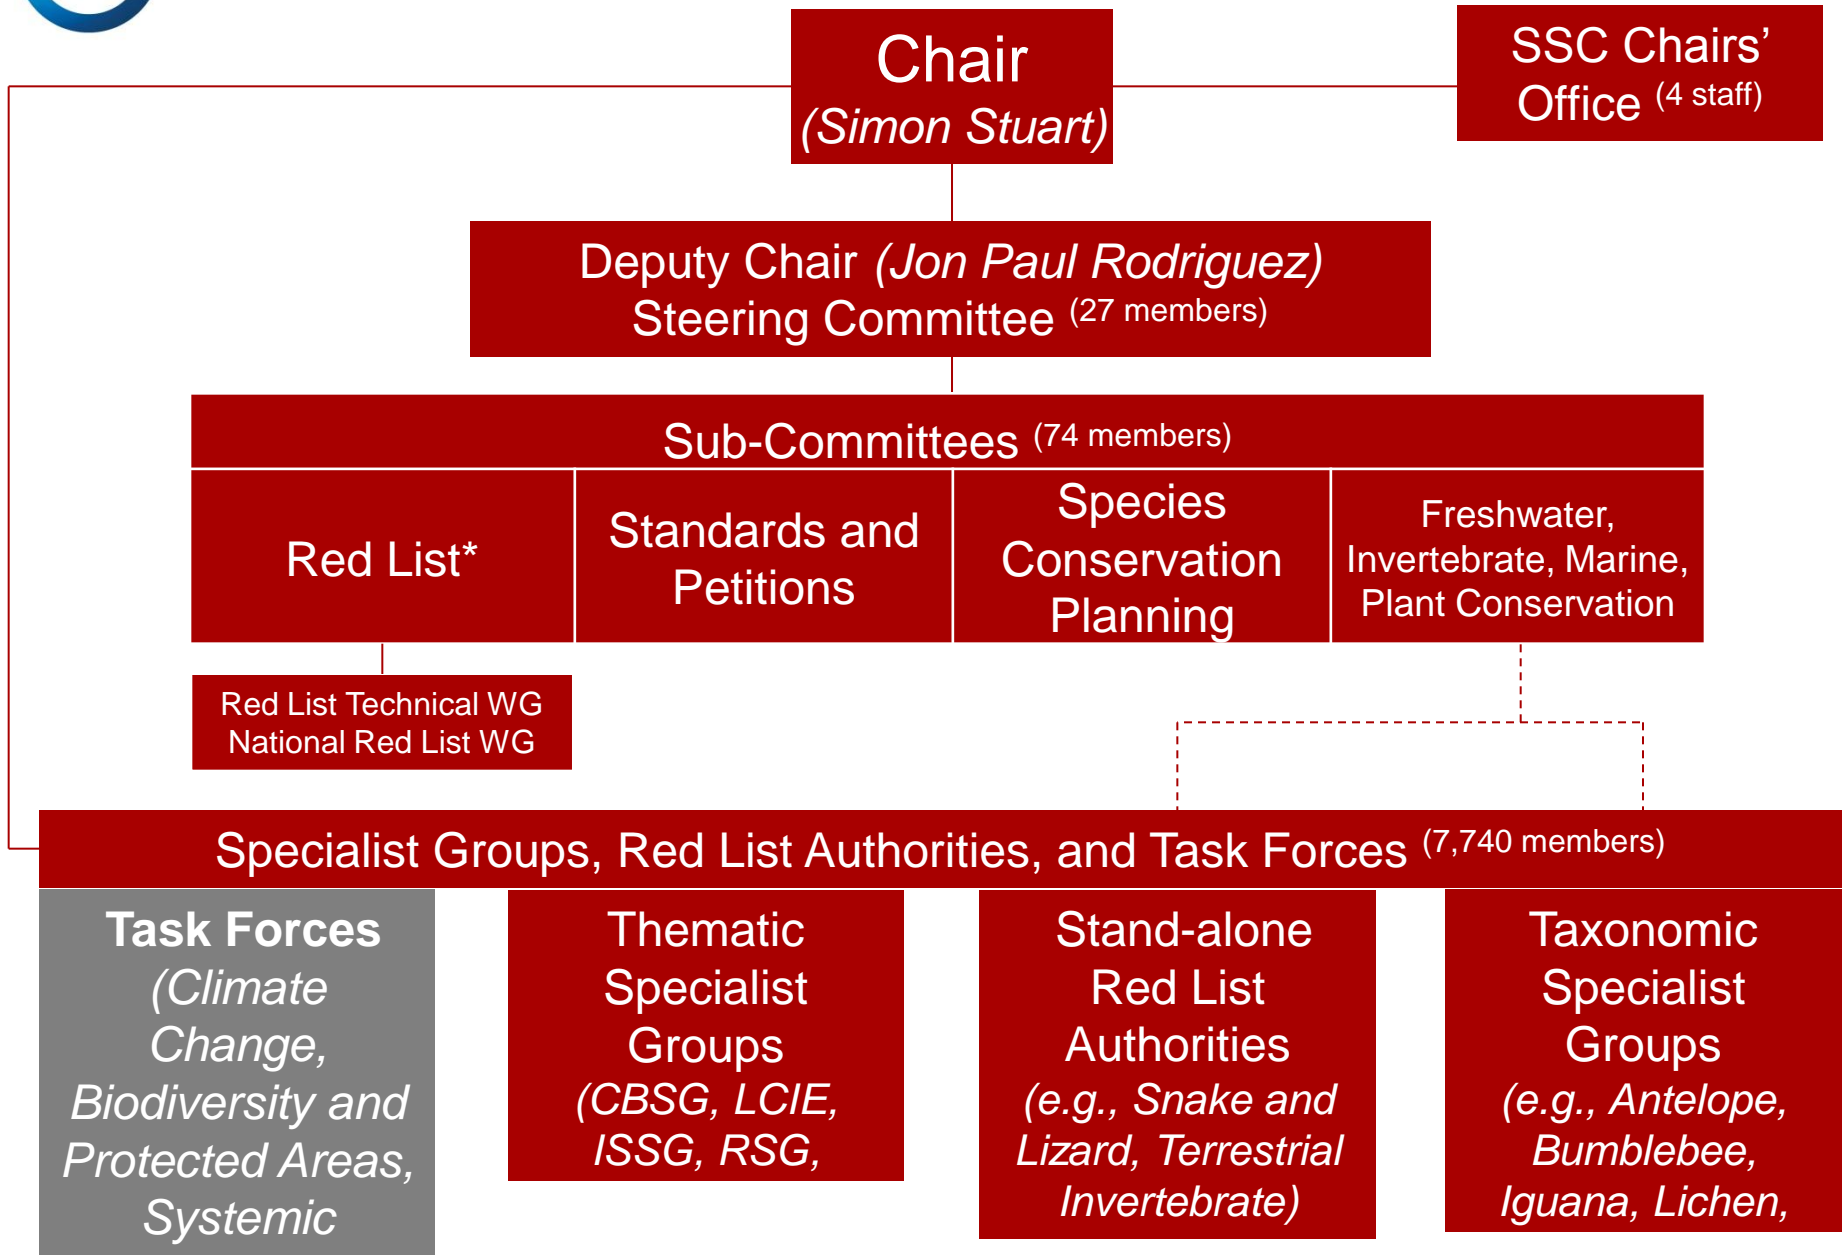 Chair
(Simon Stuart)
SSC Chairs’
Office (4 staff)
Deputy Chair (Jon Paul Rodriguez)
Steering Committee (27 members)
Sub-Committees (74 members)
Red List*
Standards and
Petitions
Species
Conservation
Planning
Freshwater,
Invertebrate, Marine,
Plant Conservation
Red List Technical WG
National Red List WG
Specialist Groups, Red List Authorities, and Task Forces (7,740 members)
Task Forces
(Climate
Change,
Biodiversity and
Protected Areas,
Systemic
Thematic
Specialist
Groups
(CBSG, LCIE,
ISSG, RSG,
Stand-alone
Red List
Authorities
(e.g., Snake and
Lizard, Terrestrial
Invertebrate)
Taxonomic
Specialist
Groups
(e.g., Antelope,
Bumblebee,
Iguana, Lichen,